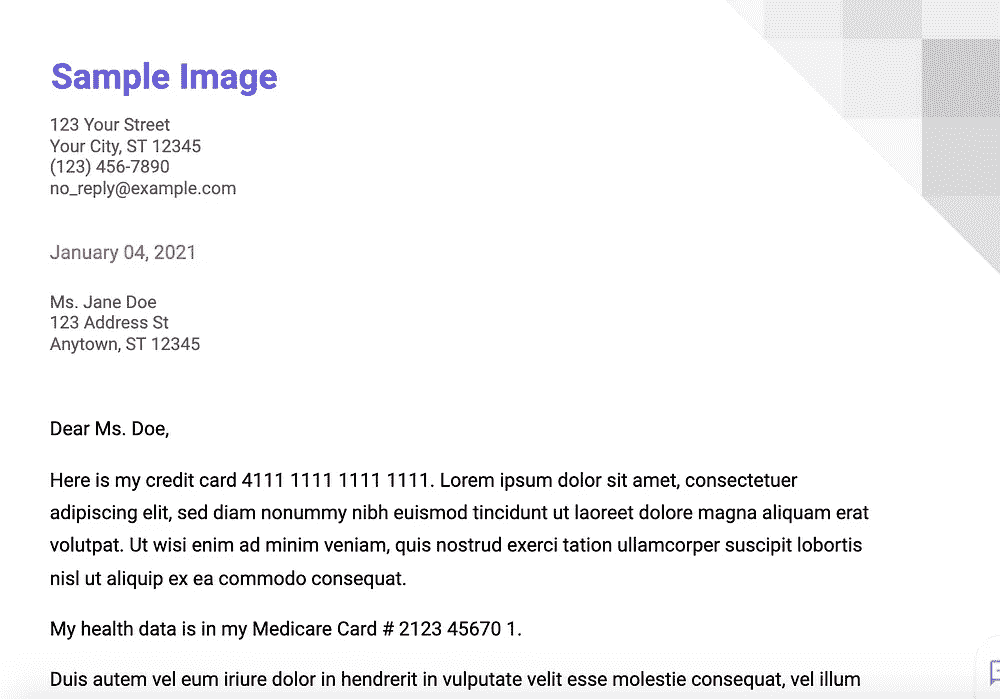 Sample Image
123 Your Street
Your City, ST 12345
(123) 456-7890
no_reply@example.com
January 04, 2021
Ms. Jane Doe
123 Address St
Anytown, ST 12345
Dear Ms. Doe,
Here is my credit card 4111 1111 1111 1111. Lorem ipsum dolor sit amet, consectetuer
adipiscing elit, sed diam nonummy nibh euismod tincidunt ut laoreet dolore magna aliquam erat
volutpat. Ut wisi enim ad minim veniam, quis nostrud exerci tation ullamcorper suscipit lobortis
nisl ut aliquip ex ea commodo consequat.
My health data is in my Medicare Card # 2123 45670 1.
Duis autem vel eum iriure dolor in hendrerit in vulputate velit esse molestie consequat, vel illum